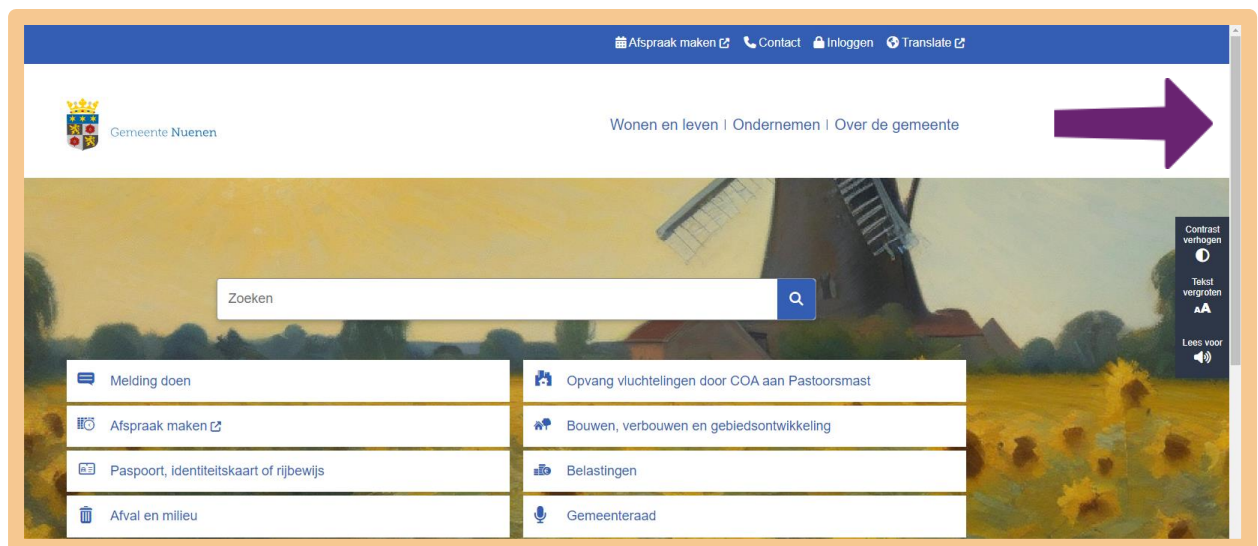 Afspraak maken Contact Inloggen Translate
Gemeente Nuenen
Wonen en leven | Ondernemen | Over de gemeente
Contrast
verhogen
Tekst
vergroten
AA
Lees voor
Zoeken
Melding doen
Opvang vluchtelingen door COA aan Pastoorsmast
Afspraak maken
Bouwen, verbouwen en gebiedsontwikkeling
Paspoort, identiteitskaart of rijbewijs
Belastingen
Afval en milieu
Gemeenteraad